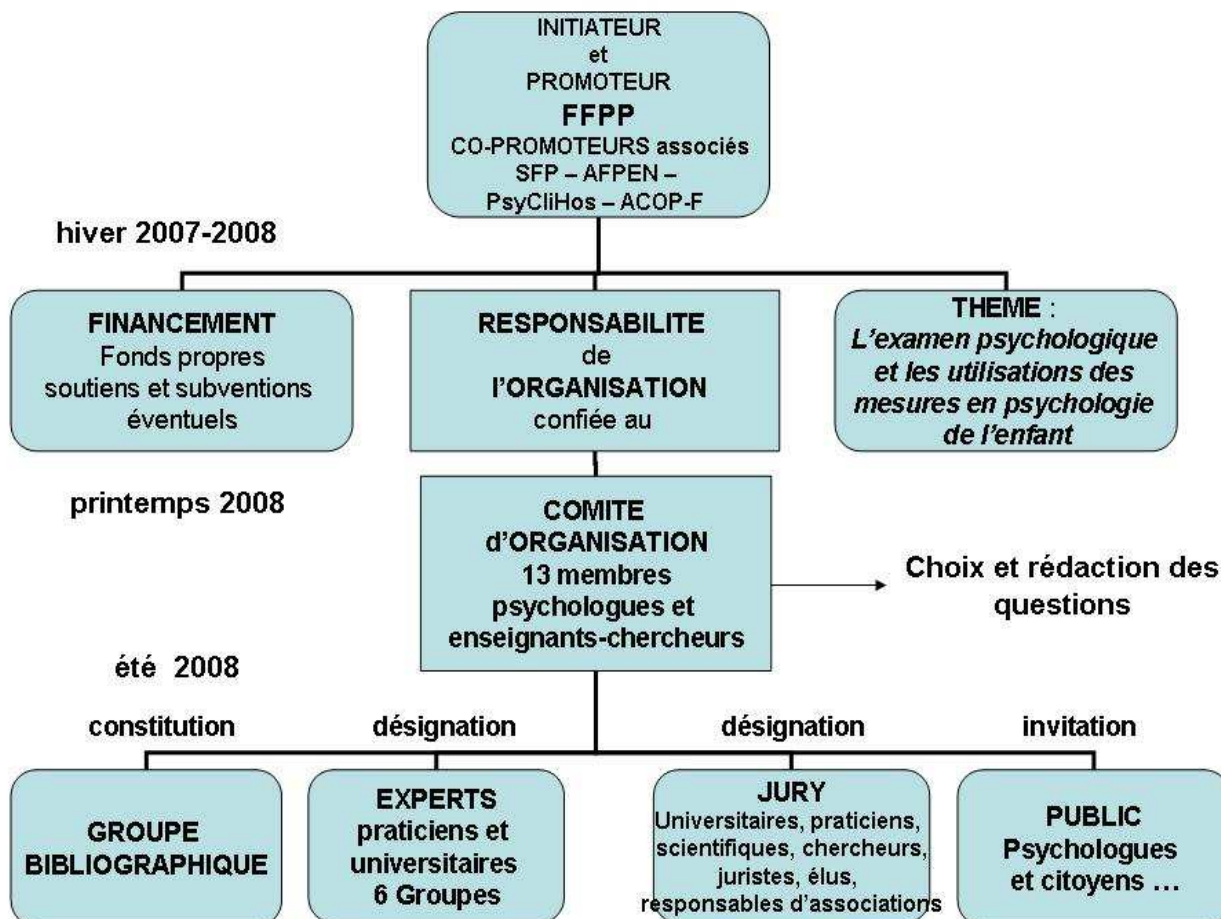 INITIATEUR
et
PROMOTEUR
FFPP
CO-PROMOTEURS associés
SFP – AFPEN –
PsyCliHos – ACOP-F
hiver 2007-2008
FINANCEMENT
Fonds propres
soutiens et subventions
éventuels
RESPONSABILITE
de
l'ORGANISATION
confiée au
THEME :
L'examen psychologique
et les utilisations des
mesures en psychologie
de l'enfant
printemps 2008
COMITE
d'ORGANISATION
13 membres
psychologues et
enseignants-chercheurs
Choix et rédaction des
questions
été 2008
constitution
désignation
désignation
invitation
GROUPE
BIBLIOGRAPHIQUE
EXPERTS
praticiens et
universitaires
6 Groupes
JURY
Universitaires, praticiens,
scientifiques, chercheurs,
juristes, élus,
responsables d'associations
PUBLIC
Psychologues
et citoyens …